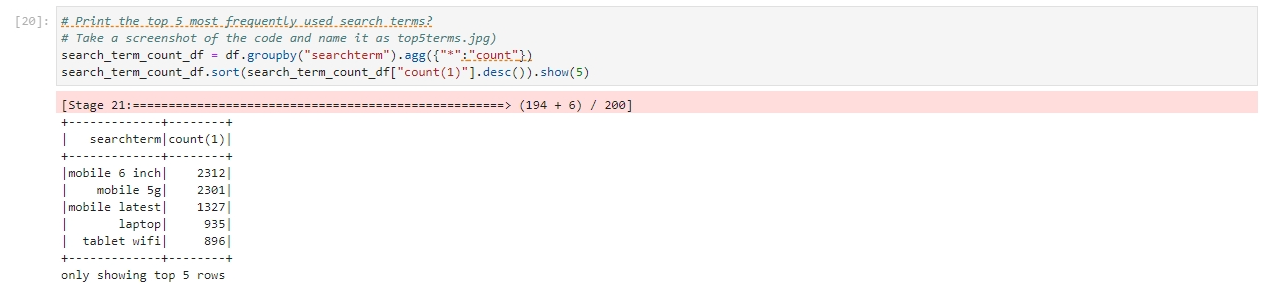 [20]: # Print the top 5 most frequently used search terms?
# Take a screenshot of the code and name it as top5terms.jpg)
search_term_count_df = df.groupby("searchterm").agg({"*":"count"})
search_term_count_df.sort(search_term_count_df["count(1)"].desc()).show(5)
[Stage 21:===================================================> (194 + 6) / 200]
+-------------+--------+
|   searchterm|count(1)|
+-------------+--------+
|mobile 6 inch|    2312|
|    mobile 5g|    2301|
|mobile latest|    1327|
|       laptop|     935|
|  tablet wifi|     896|
+-------------+--------+
only showing top 5 rows